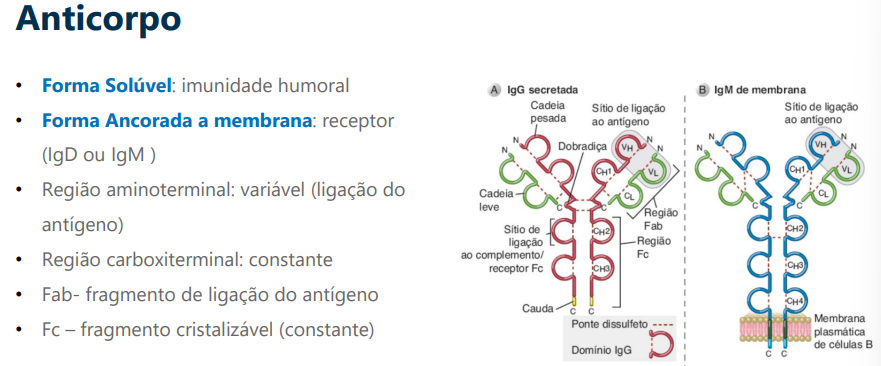 Anticorpo
• Forma Solúvel: imunidade humoral
• Forma Ancorada a membrana: receptor
(IgD ou IgM )
• Região aminoterminal: variável (ligação do
antígeno)
• Região carboxiterminal: constante
• Fab- fragmento de ligação do antígeno
• Fc – fragmento cristalizável (constante)
A IgG secretada
Cadeia
pesada
Sítio de ligação
ao antígeno
N
N
N
N
Dobradiça
VH
VL
CH1
CL
C
C
Cadeia
leve
Região
Fab
Sítio de
ligação
ao complemento/
receptor Fc
CH2
Região
Fc
CH3
Cauda
C
C
Ponte dissulfeto
Domínio IgG
B IgM de membrana
Sítio de ligação
ao antígeno
N
N
N
N
VH
VL
CH1
CL
C
C
CH2
CH3
CH4
Membrana
plasmática
de células B
C
C